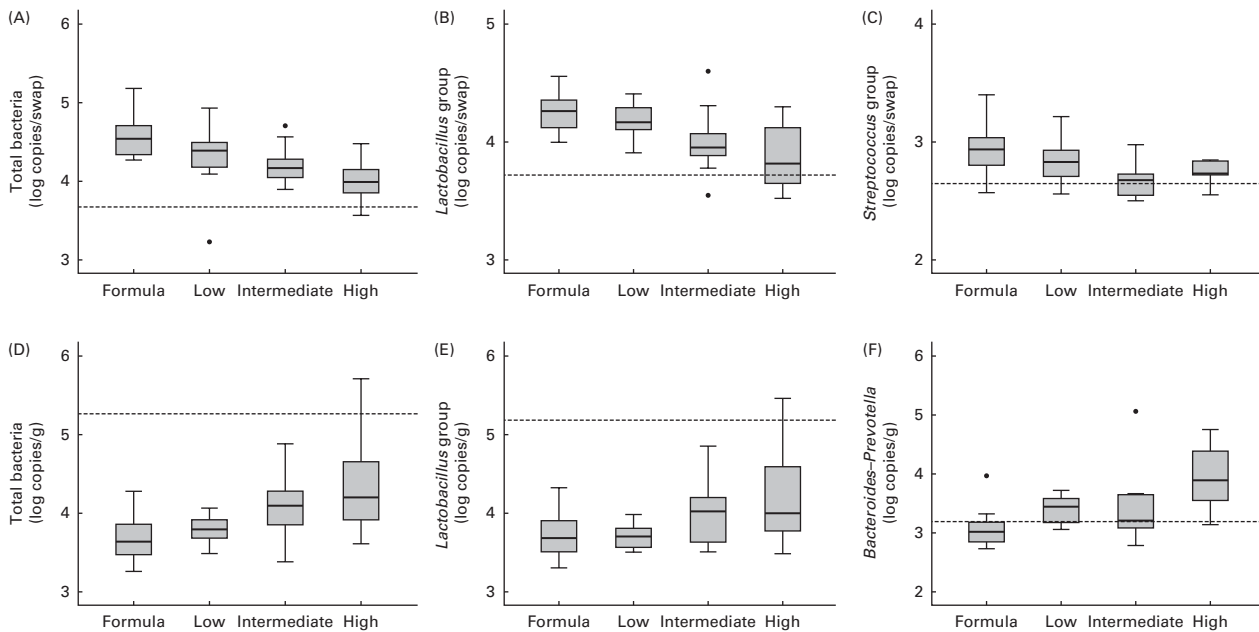 (A)
Total bacteria
(log copies/swap)
6
5
4
3
Formula Low Intermediate High
(B)
Lactobacillus group
(log copies/swap)
5
4
3
Formula Low Intermediate High
(C)
Streptococcus group
(log copies/swap)
4
3
2
Formula Low Intermediate High
(D)
Total bacteria
(log copies/g)
6
5
4
3
Formula Low Intermediate High
(E)
Lactobacillus group
(log copies/g)
6
5
4
3
Formula Low Intermediate High
(F)
Bacteroides–Prevotella
(log copies/g)
6
5
4
3
2
Formula Low Intermediate High